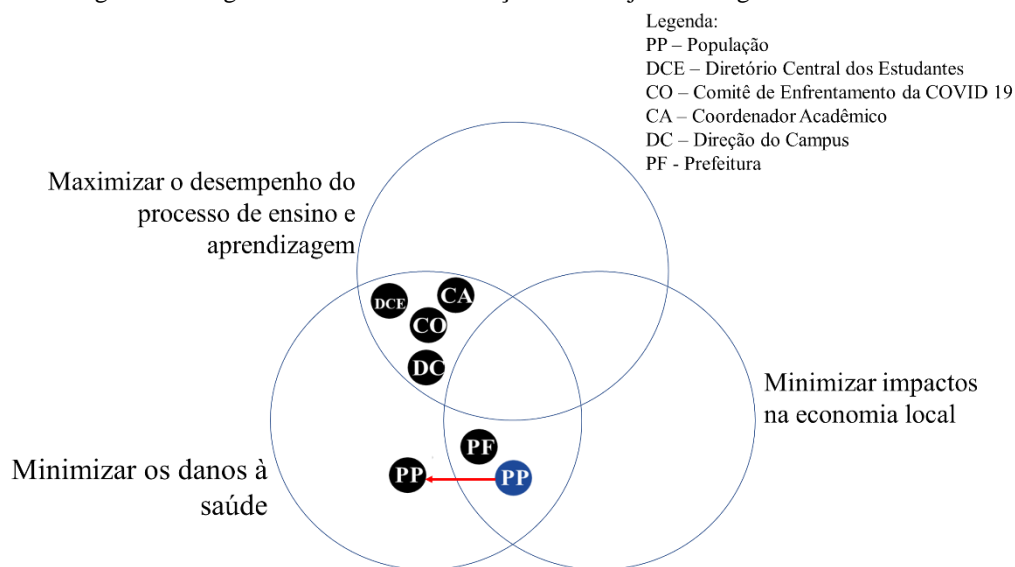 Legenda:
PP – População
DCE – Diretório Central dos Estudantes
CO – Comitê de Enfrentamento da COVID 19
CA – Coordenador Acadêmico
DC – Direção do Campus
PF - Prefeitura
Maximizar o desempenho do
processo de ensino e
aprendizagem
DCE
CA
CO
DC
Minimizar impactos
na economia local
PF
PP
PP
Minimizar os danos à
saúde